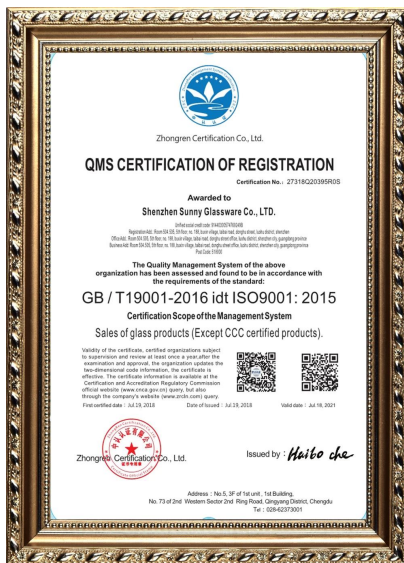 Zhongren Certification Co., Ltd.
QMS CERTIFICATION OF REGISTRATION
Certification No.: 27318Q20395R0S
Awarded to
Shenzhen Sunny Glassware Co., LTD.
The Quality Management System of the above
organization has been assessed and found to be in accordance with
the requirements of the standard:
GB / T19001-2016 idt ISO9001: 2015
Certification Scope of the Management System
Sales of glass products (Except CCC certified products).
Validity of the certificate, certified organizations subject
to supervision and review at least once a year.after the
examination and approval, the organization updates the
two-dimensional code information, the certificate is
effective. The certificate information is available at the
Certification and Accreditation Regulatory Commission
official website (www.cnca.gov.cn) query, but also
through the company's website (www.zrcln.com) query.
First certified date : Jul.19, 2018
Date of Issued : Jul.19, 2018
Valid date : Jul.18, 2021
Zhongren Certification Co., Ltd.
Issued by : Haibo che
Address : No.5, 3F of 1st unit , 1st Building,
No. 73 of 2nd Western Sector 2nd Ring Road, Qingyang District, Chengdu
Tel : 028-62373001